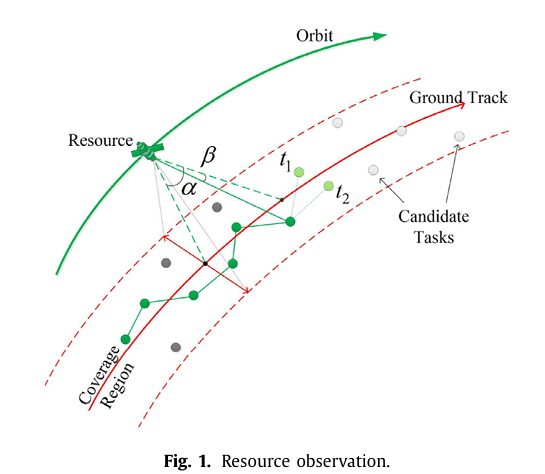 Orbit
Ground Track
Resource
β
α
t1
t2
Candidate
Tasks
Coverage
Region
Fig. 1. Resource observation.